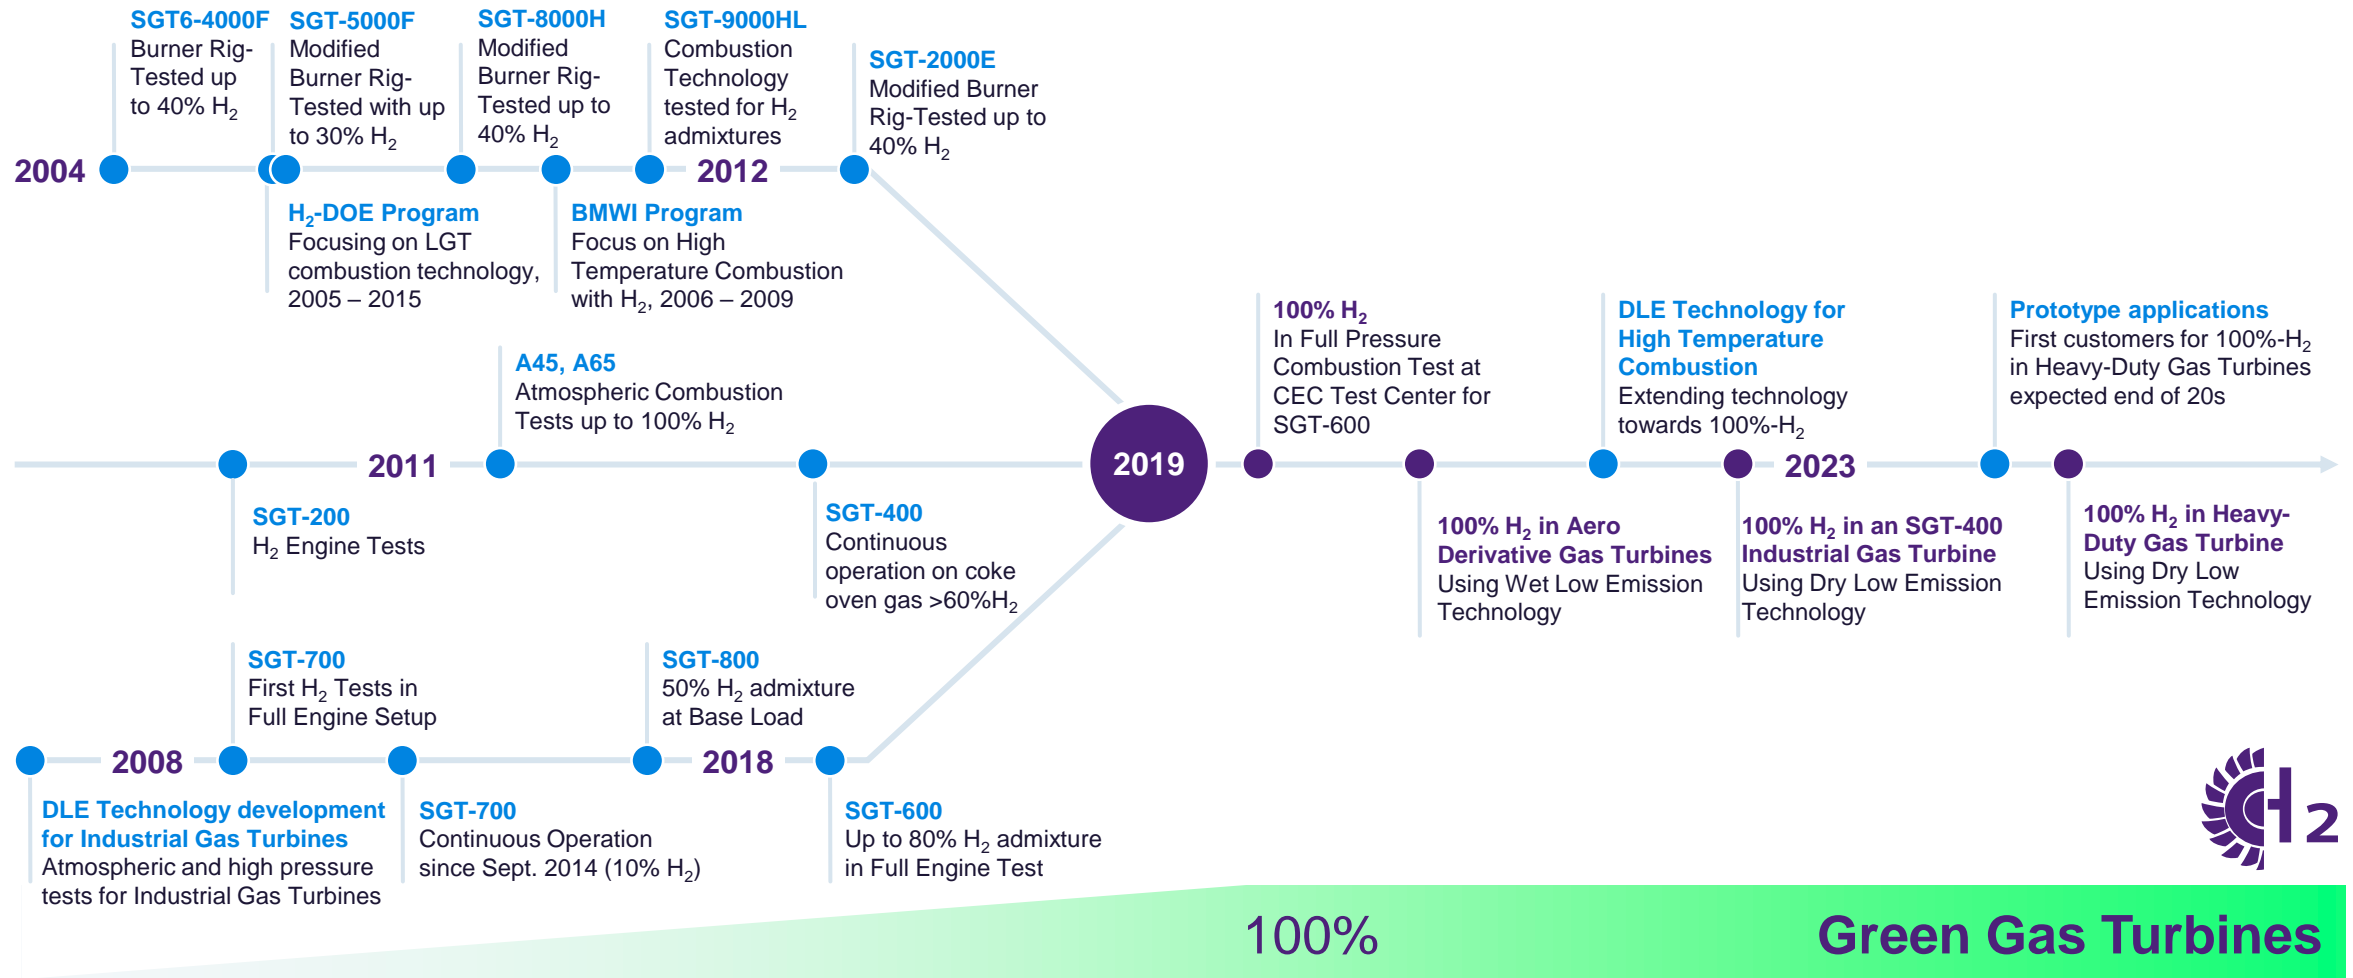 SGT6-4000F
Burner Rig-
Tested up
to 40% H₂
SGT-5000F
Modified
Burner Rig-
Tested with up
to 30% H₂
SGT-8000H
Modified
Burner Rig-
Tested up to
40% H₂
SGT-9000HL
Combustion
Technology
tested for H₂
admixtures
SGT-2000E
Modified Burner
Rig-Tested up to
40% H₂
2004
2012
H₂-DOE Program
Focusing on LGT
combustion technology,
2005 – 2015
BMWI Program
Focus on High
Temperature Combustion
with H₂, 2006 – 2009
A45, A65
Atmospheric Combustion
Tests up to 100% H₂
2011
SGT-200
H₂ Engine Tests
SGT-400
Continuous
operation on coke
oven gas >60%H₂
2019
100% H₂
In Full Pressure
Combustion Test at
CEC Test Center for
SGT-600
DLE Technology for
High Temperature
Combustion
Extending technology
towards 100%-H₂
Prototype applications
First customers for 100%-H₂
in Heavy-Duty Gas Turbines
expected end of 20s
2023
100% H₂ in Aero
Derivative Gas Turbines
Using Wet Low Emission
Technology
100% H₂ in an SGT-400
Industrial Gas Turbine
Using Dry Low Emission
Technology
100% H₂ in Heavy-
Duty Gas Turbine
Using Dry Low
Emission Technology
SGT-700
First H₂ Tests in
Full Engine Setup
SGT-800
50% H₂ admixture
at Base Load
2008
2018
DLE Technology development
for Industrial Gas Turbines
Atmospheric and high pressure
tests for Industrial Gas Turbines
SGT-700
Continuous Operation
since Sept. 2014 (10% H₂)
SGT-600
Up to 80% H₂ admixture
in Full Engine Test
H2
100%
Green Gas Turbines